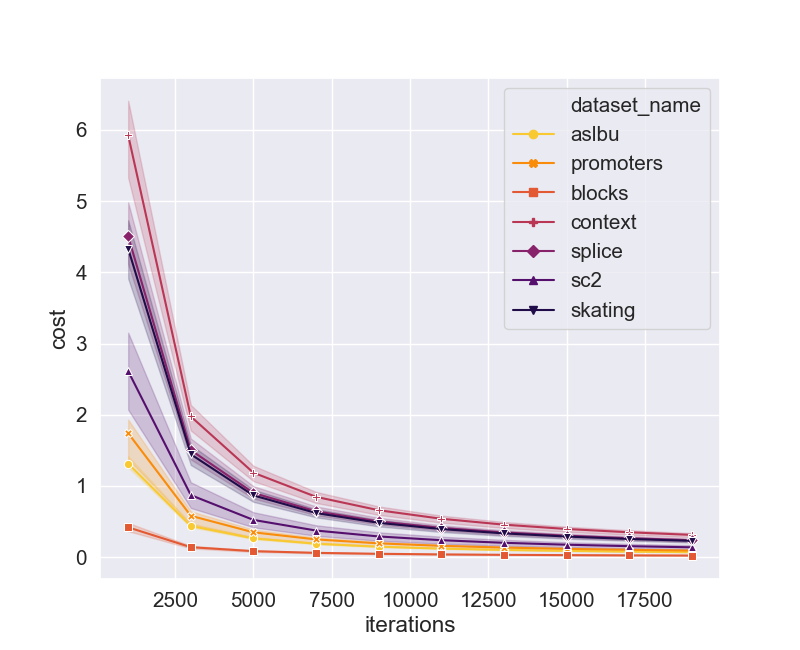 dataset_name
aslbu
promoters
blocks
context
splice
sc2
skating
cost
6
5
4
3
2
1
0
2500 5000 7500 10000 12500 15000 17500
iterations